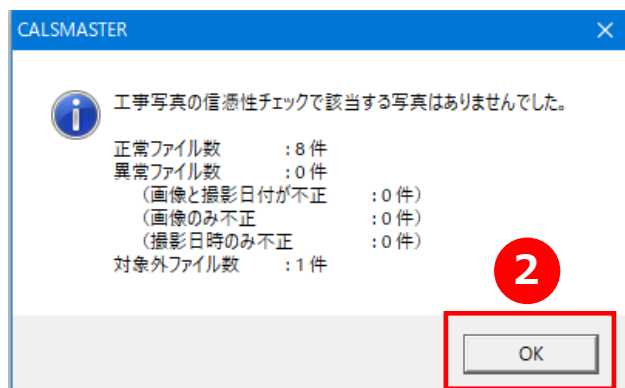 CALSMASTER
工事写真の信憑性チェックで該当する写真はありませんでした。
正常ファイル数 :8件
異常ファイル数 :0件
（画像と撮影日付が不正 :0件）
（画像のみ不正 :0件）
（撮影日時のみ不正 :0件）
対象外ファイル数 :1件
2
OK